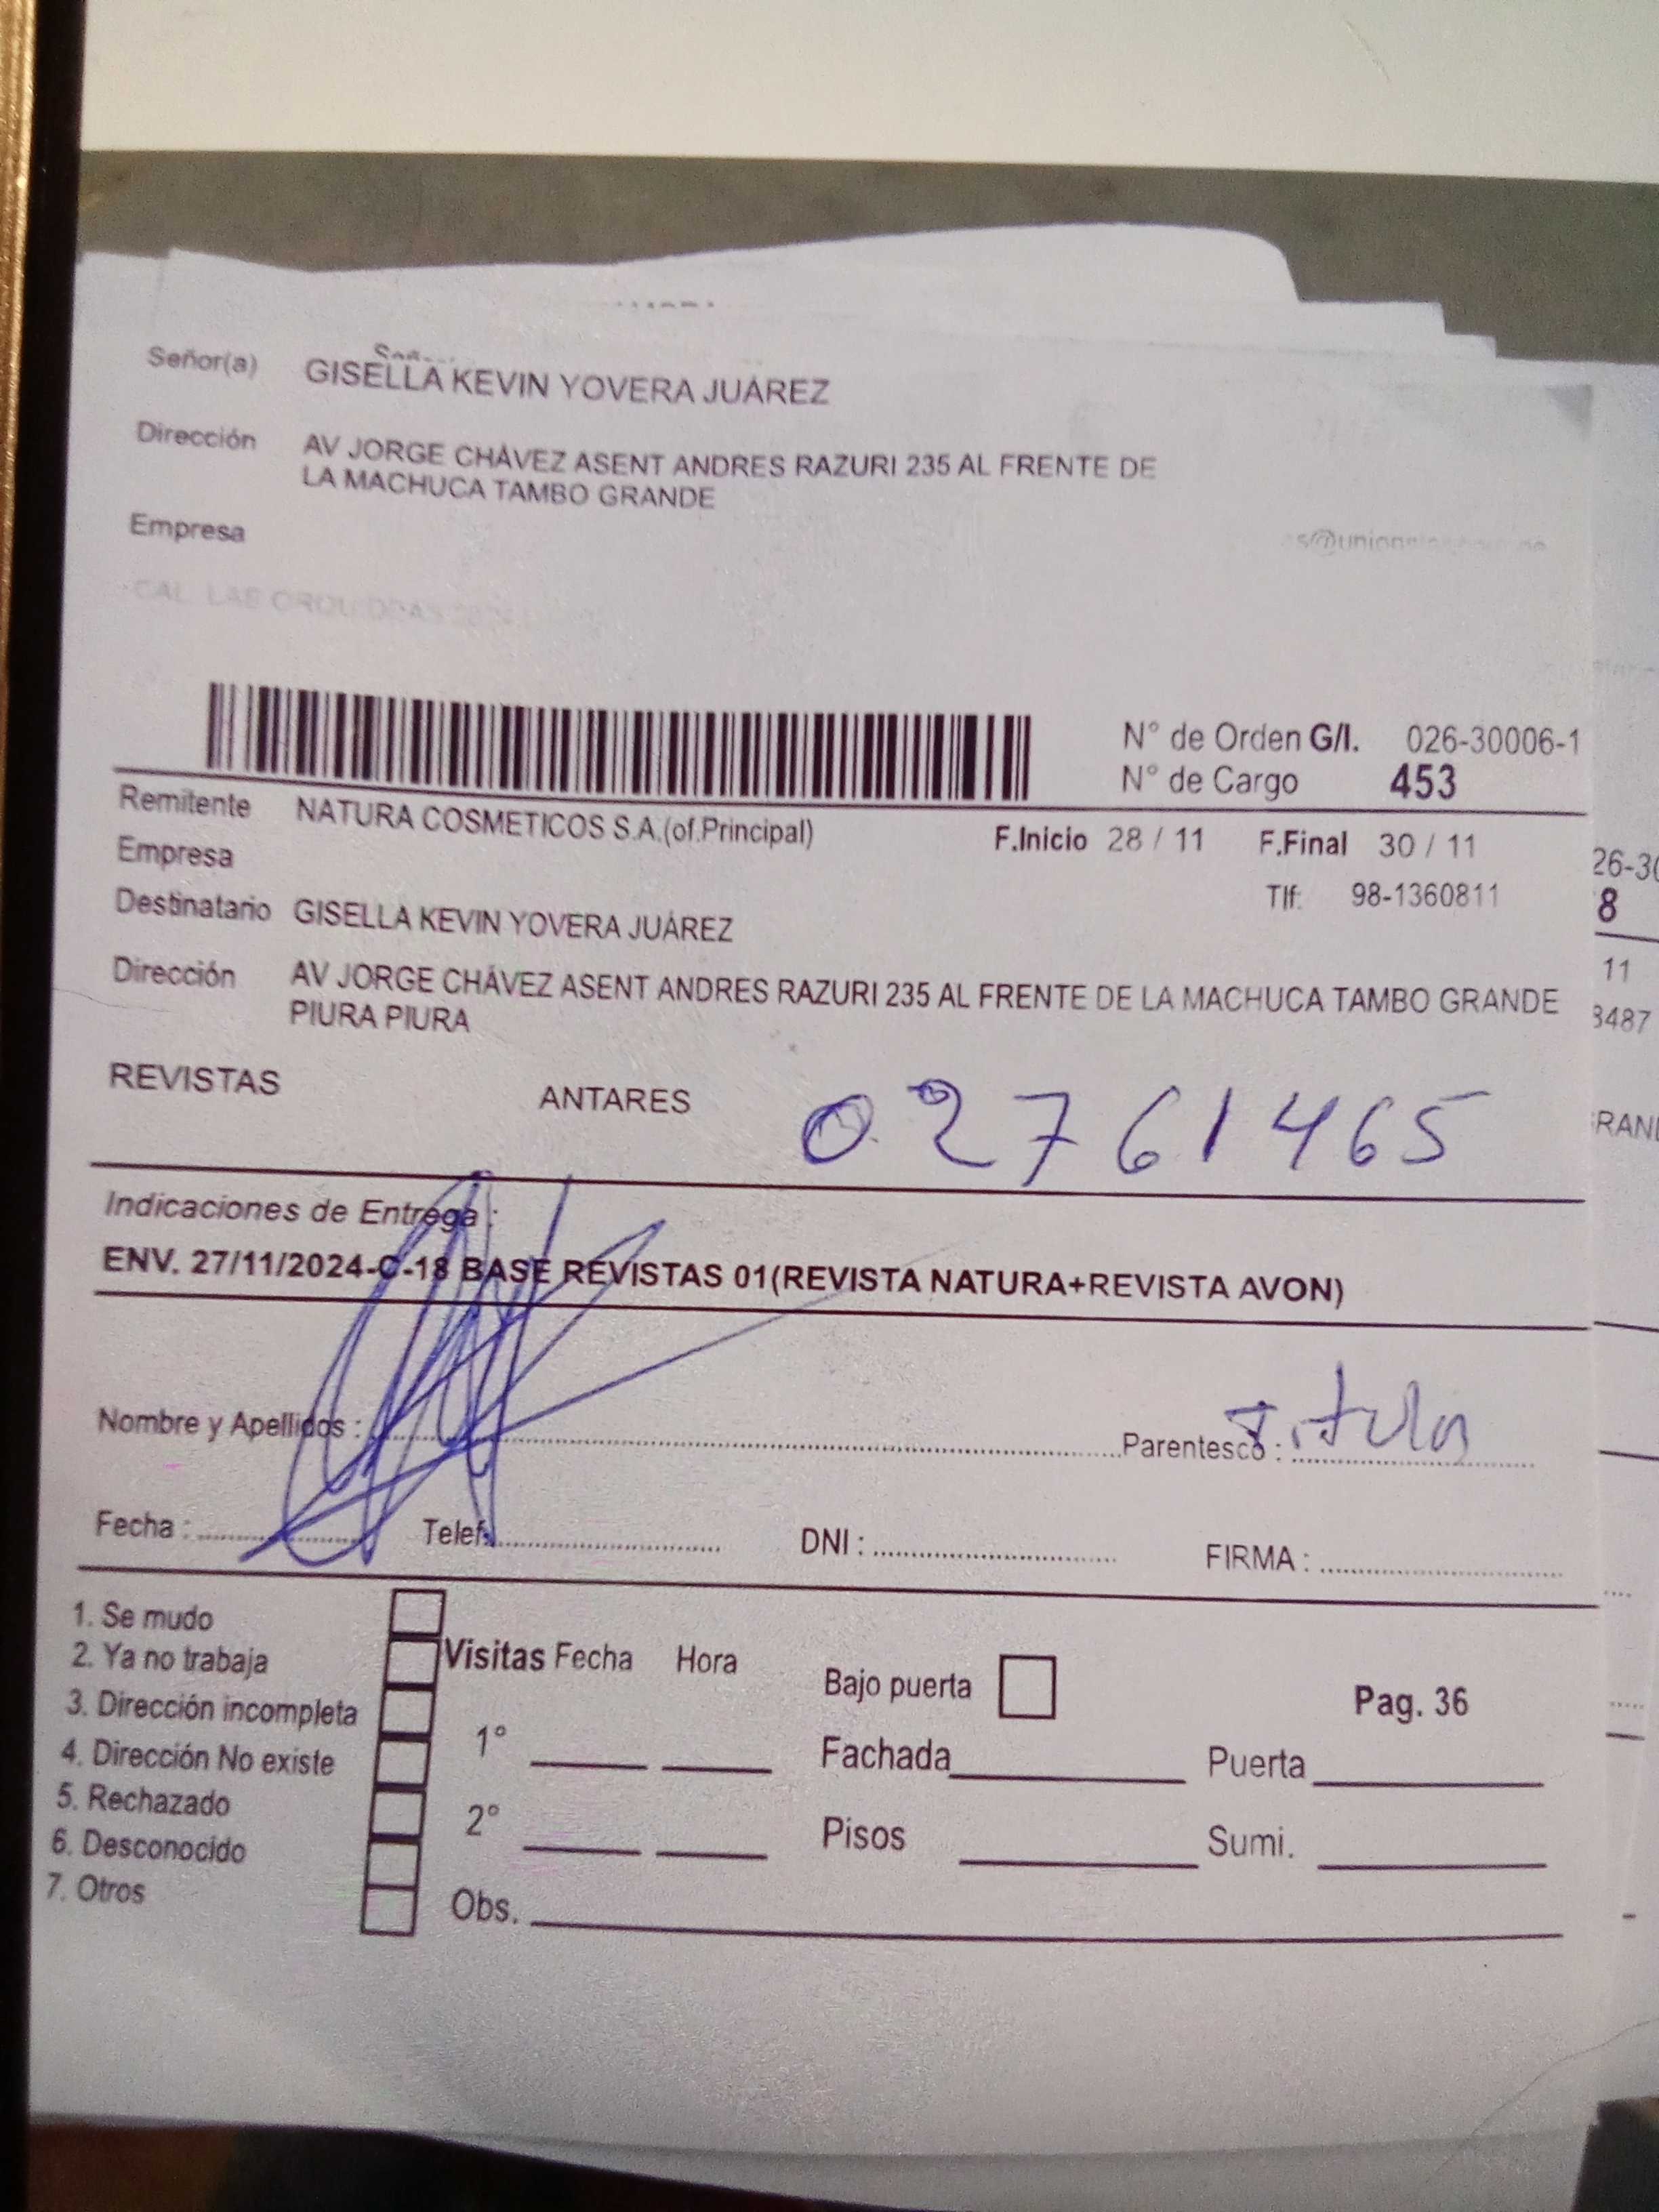 Señor(a) GISELLA KEVIN YOVERA JUÁREZ
Dirección AV JORGE CHÁVEZ ASENT ANDRES RAZURI 235 AL FRENTE DE
LA MACHUCA TAMBO GRANDE
Empresa
N° de Orden G/I. 026-30006-1
N° de Cargo 453
Remitente NATURA COSMETICOS S.A.(of.Principal) F.Inicio 28 / 11 F.Final 30 / 11
Empresa
Tlf: 98-1360811
Destinatario GISELLA KEVIN YOVERA JUÁREZ
Dirección AV JORGE CHÁVEZ ASENT ANDRES RAZURI 235 AL FRENTE DE LA MACHUCA TAMBO GRANDE
PIURA PIURA
REVISTAS ANTARES 02761465
Indicaciones de Entrega :
ENV. 27/11/2024-C-18 BASE REVISTAS 01(REVISTA NATURA+REVISTA AVON)
Nombre y Apellidos : Parentesco : Titula
Fecha : Telef. DNI : FIRMA :
1. Se mudo
2. Ya no trabaja
3. Dirección incompleta
4. Dirección No existe
5. Rechazado
6. Desconocido
7. Otros
Visitas Fecha Hora
1°
2°
Obs.
Bajo puerta Pag. 36
Fachada Puerta
Pisos Sumi.
8
11
3487